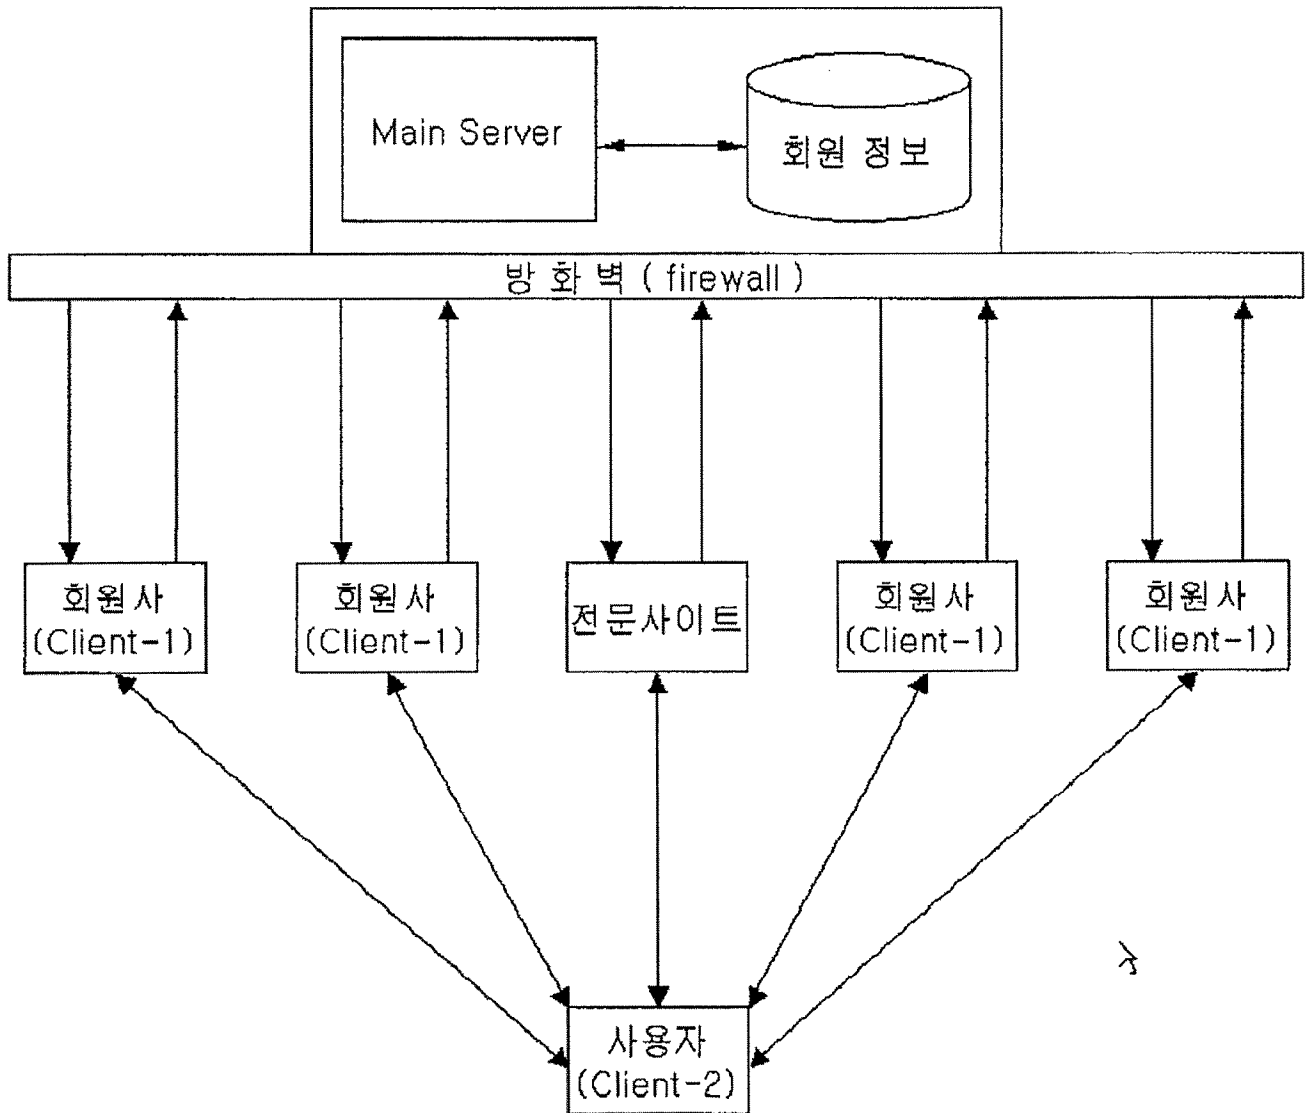 Main Server
회원 정보
방 화 벽 ( firewall )
회원사
(Client-1)
회원사
(Client-1)
전문사이트
회원사
(Client-1)
회원사
(Client-1)
사용자
(Client-2)